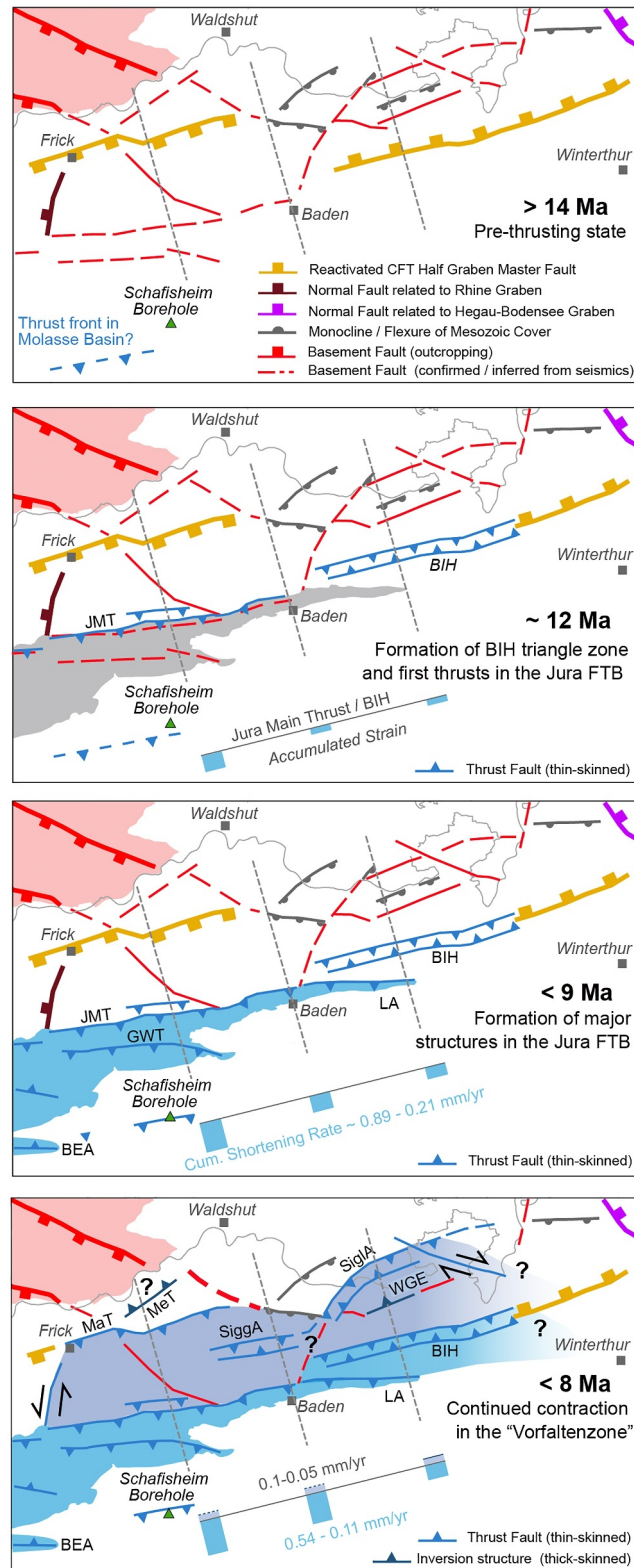 Waldshut
Frick
Winterthur
Baden
> 14 Ma
Pre-thrusting state
Schafisheim
Borehole
Thrust front in
Molasse Basin?
Reactivated CFT Half Graben Master Fault
Normal Fault related to Rhine Graben
Normal Fault related to Hegau-Bodensee Graben
Monocline / Flexure of Mesozoic Cover
Basement Fault (outcropping)
Basement Fault (confirmed / inferred from seismics)
Waldshut
Frick
BIH
Winterthur
JMT
Baden
~ 12 Ma
Formation of BIH triangle zone
and first thrusts in the Jura FTB
Schafisheim
Borehole
Jura Main Thrust / BIH
Accumulated Strain
Thrust Fault (thin-skinned)
Waldshut
Frick
BIH
Winterthur
JMT
Baden
LA
< 9 Ma
Formation of major
structures in the Jura FTB
GWT
Schafisheim
Borehole
Cum. Shortening Rate ~ 0.89 - 0.21 mm/yr
BEA
Thrust Fault (thin-skinned)
Waldshut
SiglA
?
?
WGE
MeT
MaT
Frick
SiggA
?
BIH
?
Winterthur
Baden
LA
< 8 Ma
Continued contraction
in the “Vorfaltenzone”
Schafisheim
Borehole
0.1-0.05 mm/yr
0.54 - 0.11 mm/yr
BEA
Thrust Fault (thin-skinned)
Inversion structure (thick-skinned)